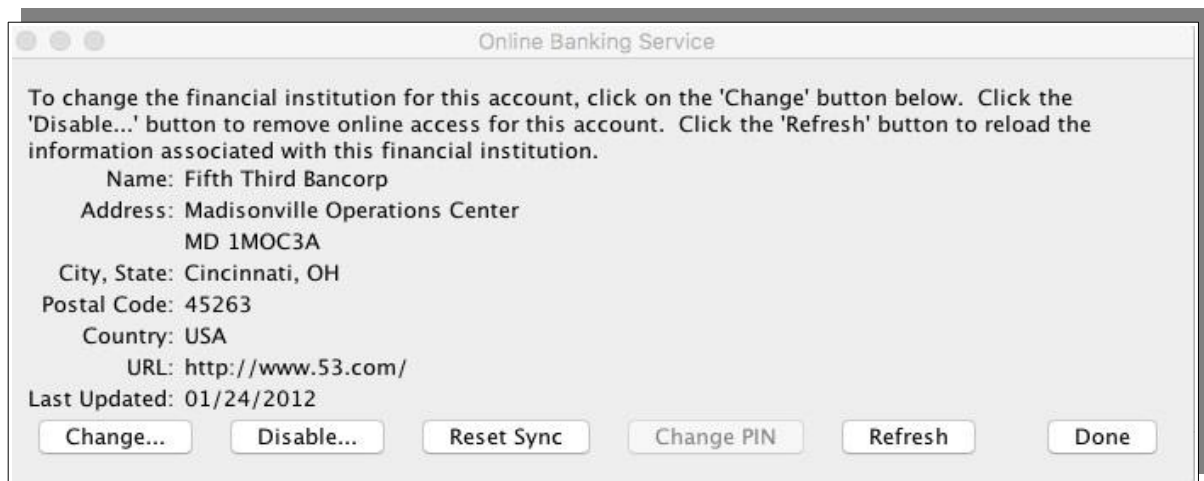 Online Banking Service
To change the financial institution for this account, click on the 'Change' button below.  Click the
'Disable...' button to remove online access for this account.  Click the 'Refresh' button to reload the
information associated with this financial institution.
Name: Fifth Third Bancorp
Address: Madisonville Operations Center
MD 1MOC3A
City, State: Cincinnati, OH
Postal Code: 45263
Country: USA
URL: http://www.53.com/
Last Updated: 01/24/2012
Change... Disable... Reset Sync Change PIN Refresh Done